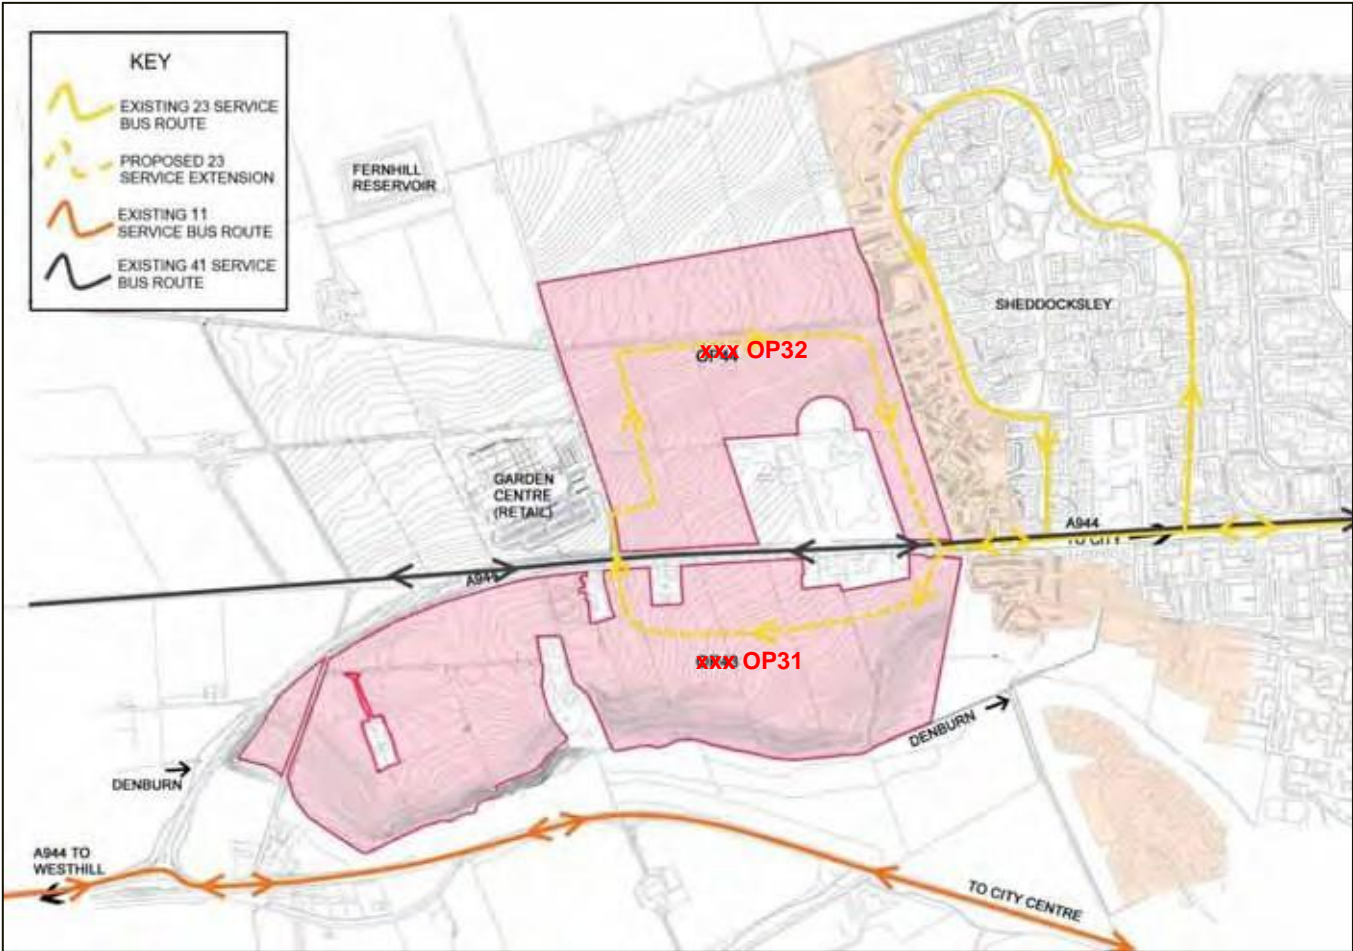 KEY
EXISTING 23 SERVICE
BUS ROUTE
PROPOSED 23
SERVICE EXTENSION
EXISTING 11
SERVICE BUS ROUTE
EXISTING 41 SERVICE
BUS ROUTE
FERNHILL
RESERVOIR
SHEDDOCKSLEY
xxx OP32
GARDEN
CENTRE
(RETAIL)
A944
TO CITY
A944
xxx OP31
DENBURN
DENBURN
A944 TO
WESTHILL
TO CITY CENTRE